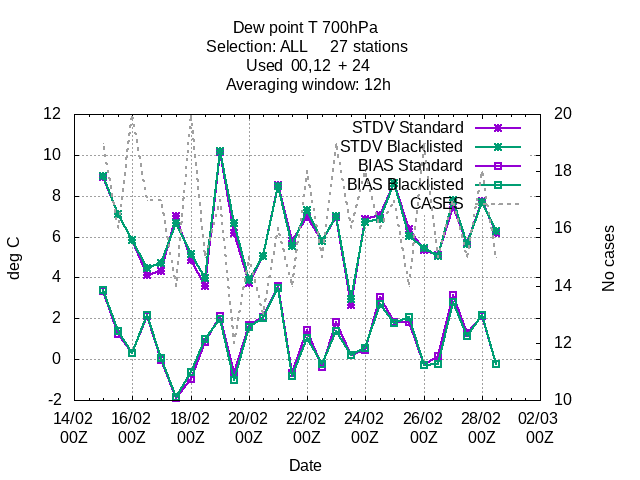 Dew point T 700hPa
Selection: ALL 27 stations
Used 00,12 + 24
Averaging window: 12h
12 20
STDV Standard
STDV Blacklisted
BIAS Standard
BIAS Blacklisted
CASES
10
8 18
6 16
4 14
2 12
0
-2 10
deg C
No cases
14/02 16/02 18/02 20/02 22/02 24/02 26/02 28/02 02/03
00Z 00Z 00Z 00Z 00Z 00Z 00Z 00Z 00Z
Date